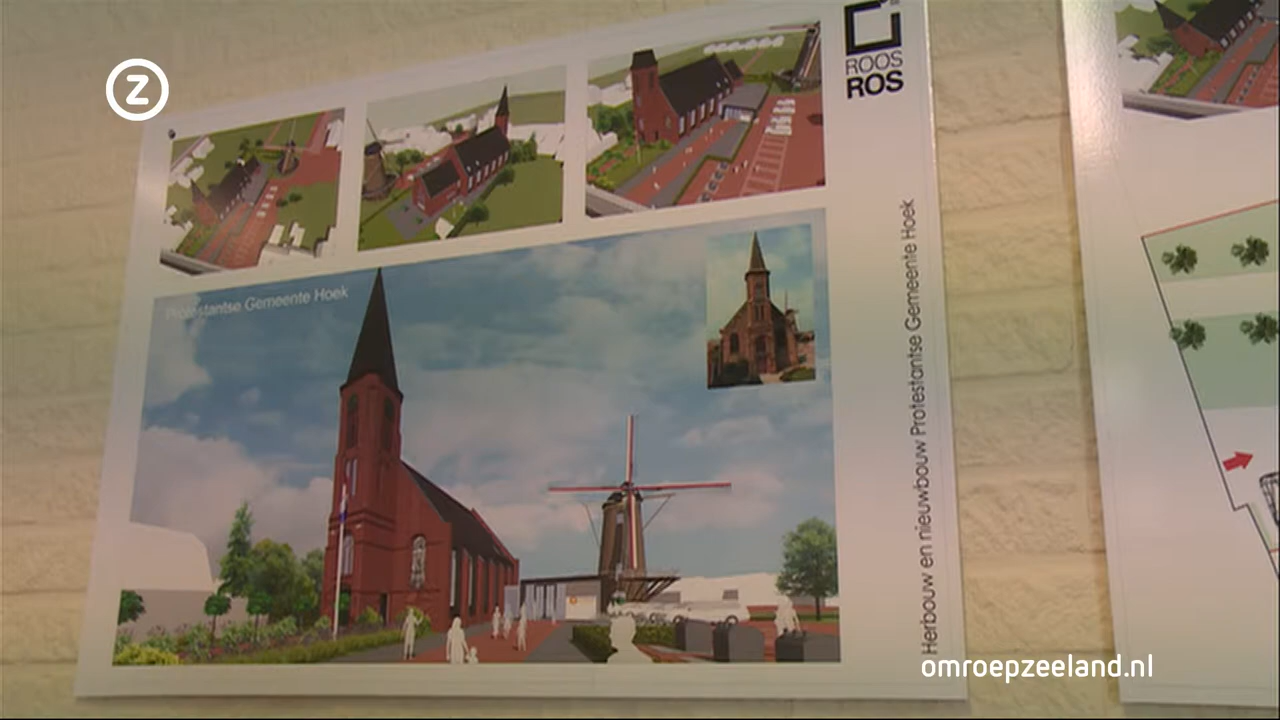 Z
ROOS
ROS
Protestantse Gemeente Hoek
Herbouw en nieuwbouw Protestantse Gemeente Hoek
omroepzeeland.nl